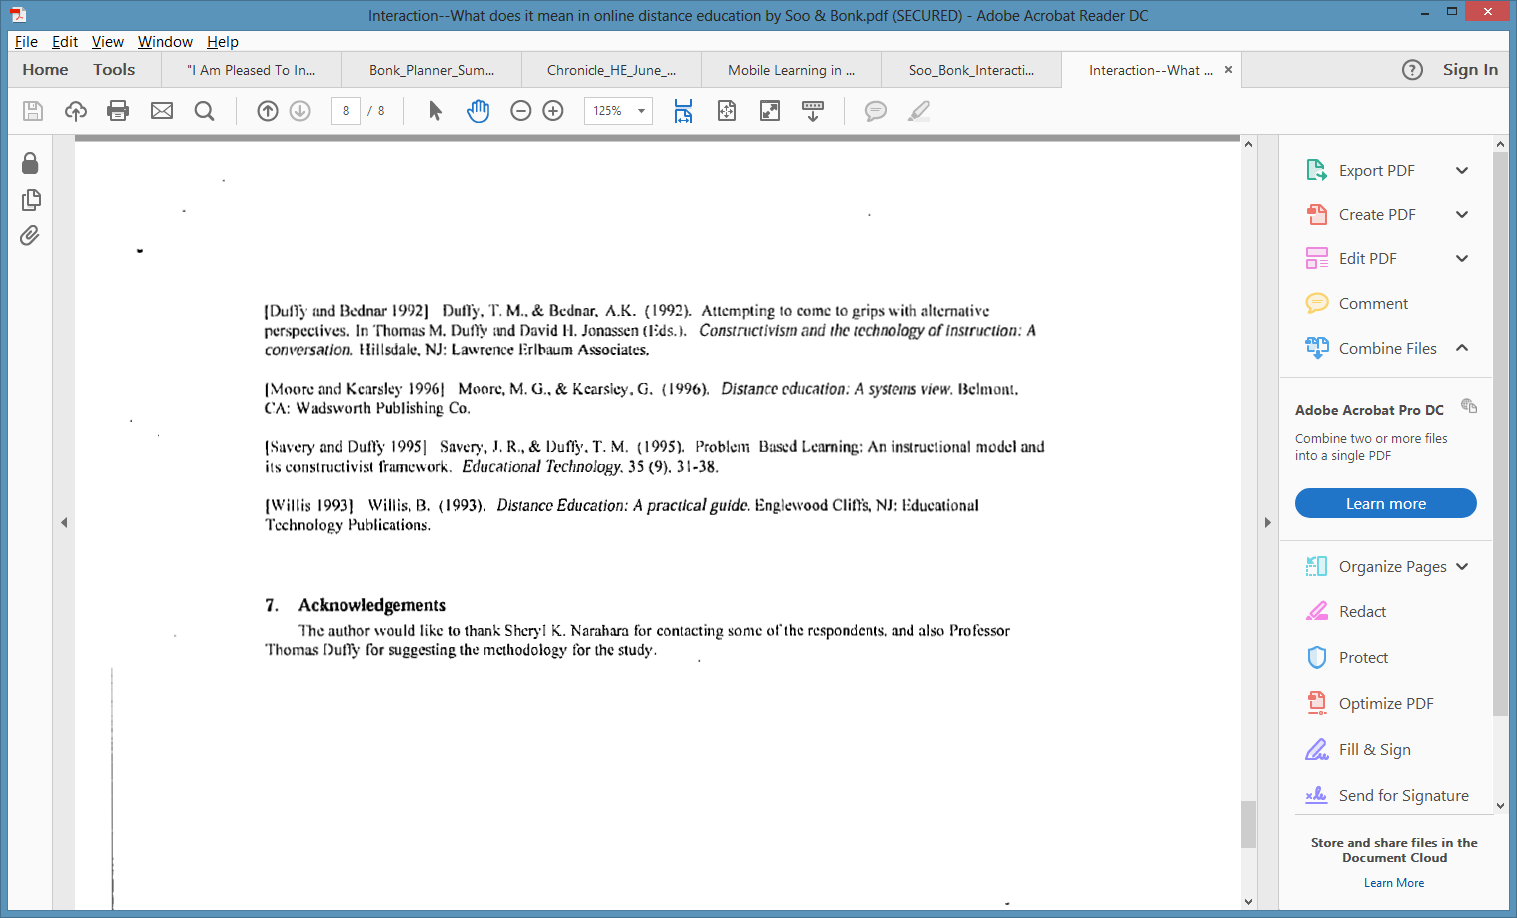 Interaction--What does it mean in online distance education by Soo & Bonk.pdf (SECURED) - Adobe Acrobat Reader DC
File Edit View Window Help
Home Tools "I Am Pleased To In... Bonk_Planner_Sum... Chronicle_HE_June_... Mobile Learning in ... Soo_Bonk_Interacti... Interaction--What ... × ? Sign In
8 / 8 125%
[Duffy and Bednar 1992] Duffy, T. M., & Bednar, A.K. (1992). Attempting to come to grips with alternative
perspectives. In Thomas M. Duffy and David H. Jonassen (Eds.). Constructivism and the technology of instruction: A
conversation. Hillsdale, NJ: Lawrence Erlbaum Associates.
[Moore and Kearsley 1996] Moore, M. G., & Kearsley, G. (1996). Distance education: A systems view. Belmont,
CA: Wadsworth Publishing Co.
[Savery and Duffy 1995] Savery, J. R., & Duffy, T. M. (1995). Problem Based Learning: An instructional model and
its constructivist framework. Educational Technology, 35 (9), 31-38.
[Willis 1993] Willis, B. (1993). Distance Education: A practical guide. Englewood Cliffs, NJ: Educational
Technology Publications.
7. Acknowledgements
The author would like to thank Sheryl K. Narahara for contacting some of the respondents, and also Professor
Thomas Duffy for suggesting the methodology for the study.
Export PDF
Create PDF
Edit PDF
Comment
Combine Files
Adobe Acrobat Pro DC
Combine two or more files
into a single PDF
Learn more
Organize Pages
Redact
Protect
Optimize PDF
Fill & Sign
Send for Signature
Store and share files in the
Document Cloud
Learn More